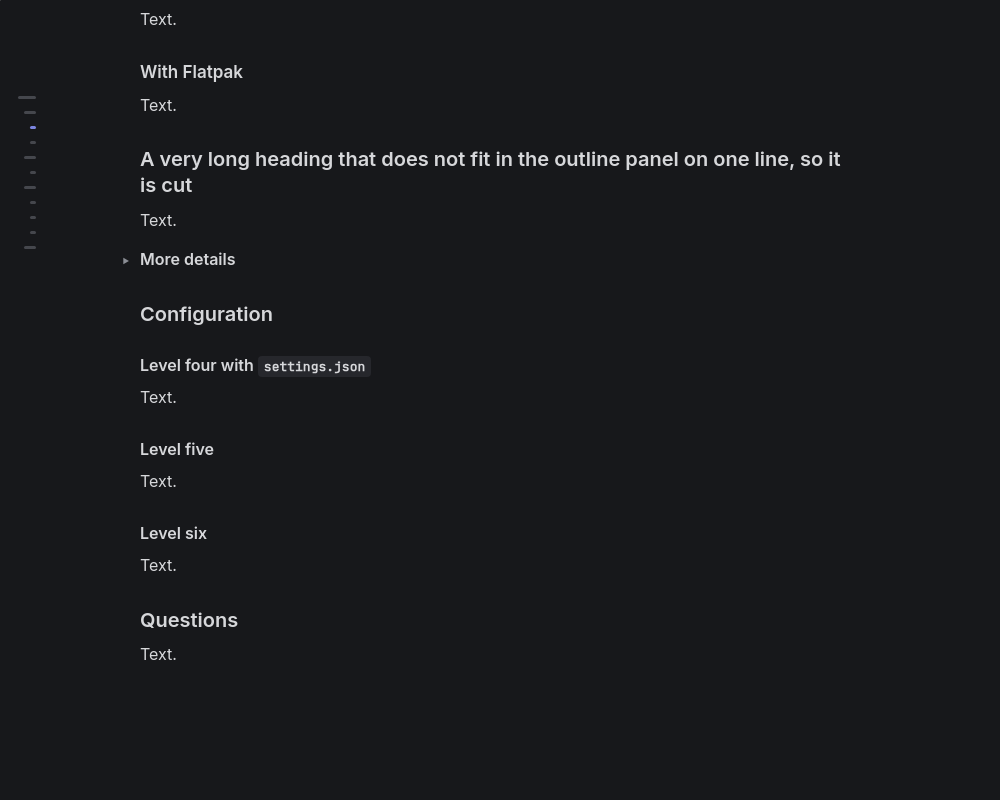 Text.
With Flatpak
Text.
A very long heading that does not fit in the outline panel on one line, so it
is cut
Text.
More details
Configuration
Level four with settings.json
Text.
Level five
Text.
Level six
Text.
Questions
Text.